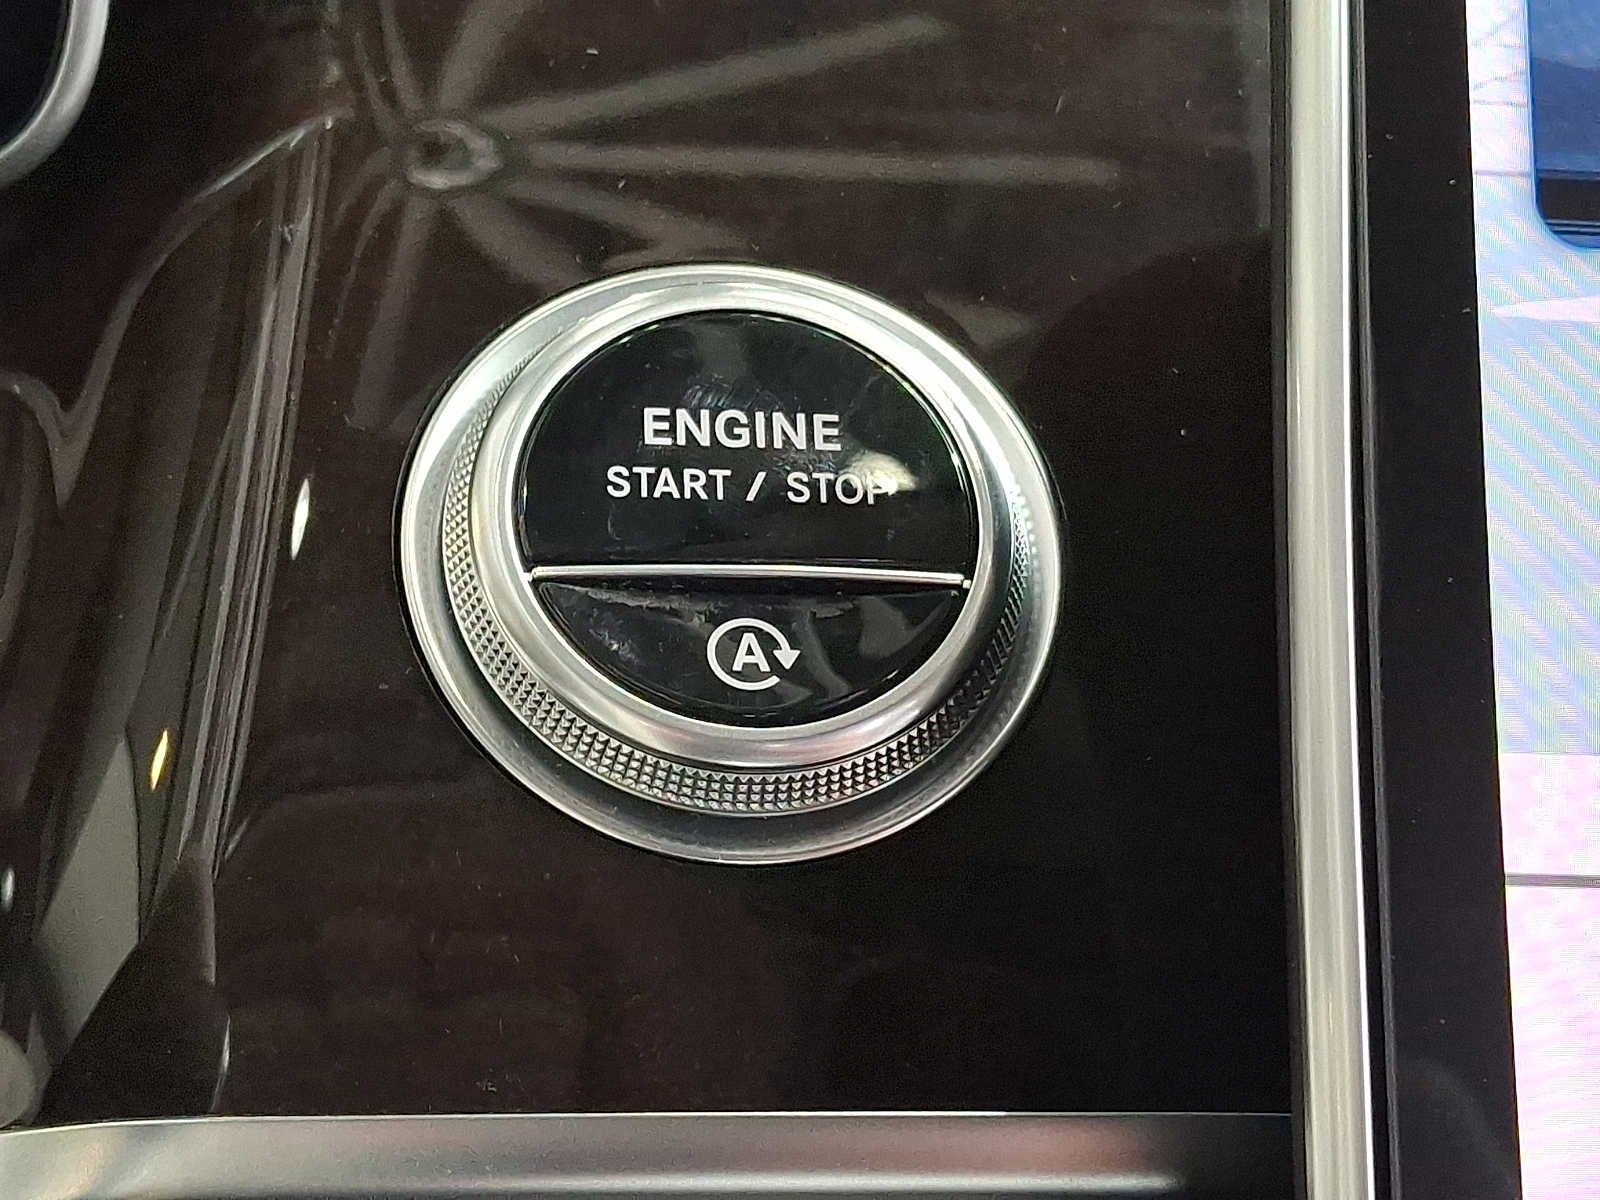 ENGINE
START / STOP
A